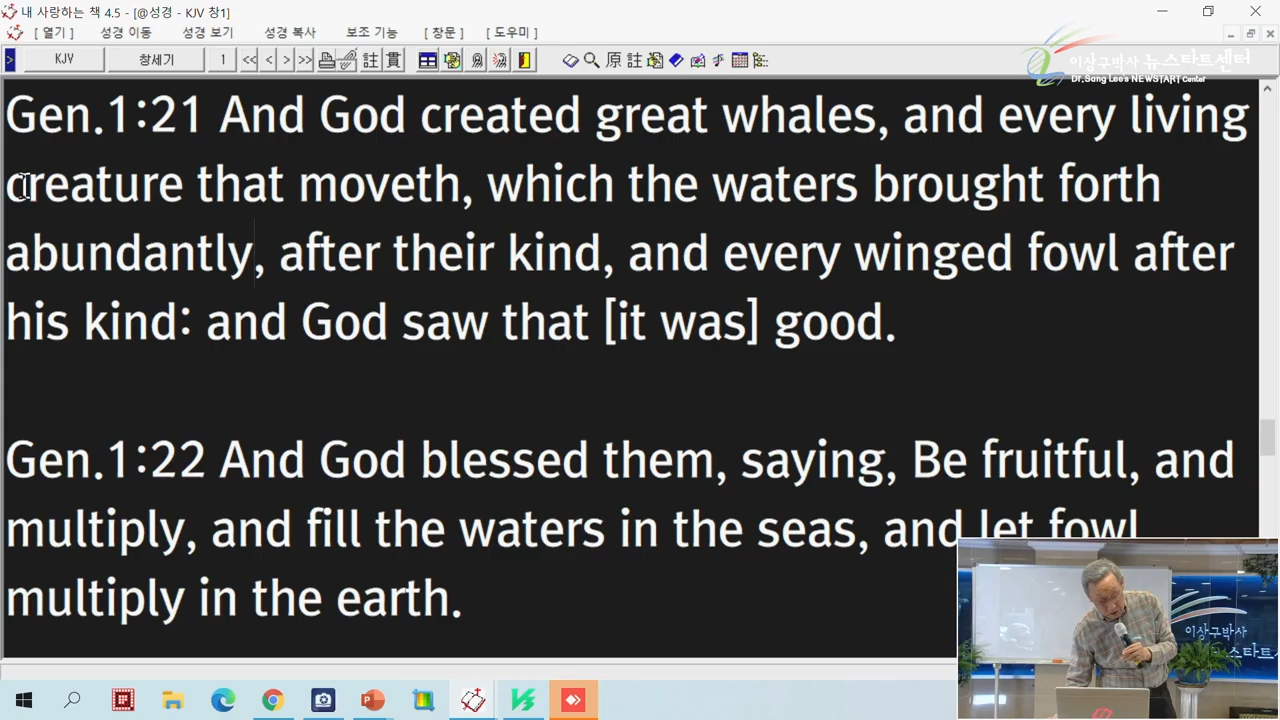 내 사랑하는 책 4.5 - [@성경 - KJV 창1]
[ 열기 ] 성경 이동 성경 보기 성경 복사 보조 기능 [ 창문 ] [ 도우미 ]
> KJV 창세기 1 << < > >> 註 貫 原 註
이상구박사 뉴스타트센터
Dr.Sang Lee's NEWSTART Center
Gen.1:21 And God created great whales, and every living
creature that moveth, which the waters brought forth
abundantly, after their kind, and every winged fowl after
his kind: and God saw that [it was] good.
Gen.1:22 And God blessed them, saying, Be fruitful, and
multiply, and fill the waters in the seas, and let fowl
multiply in the earth.
이상구박사
스타트